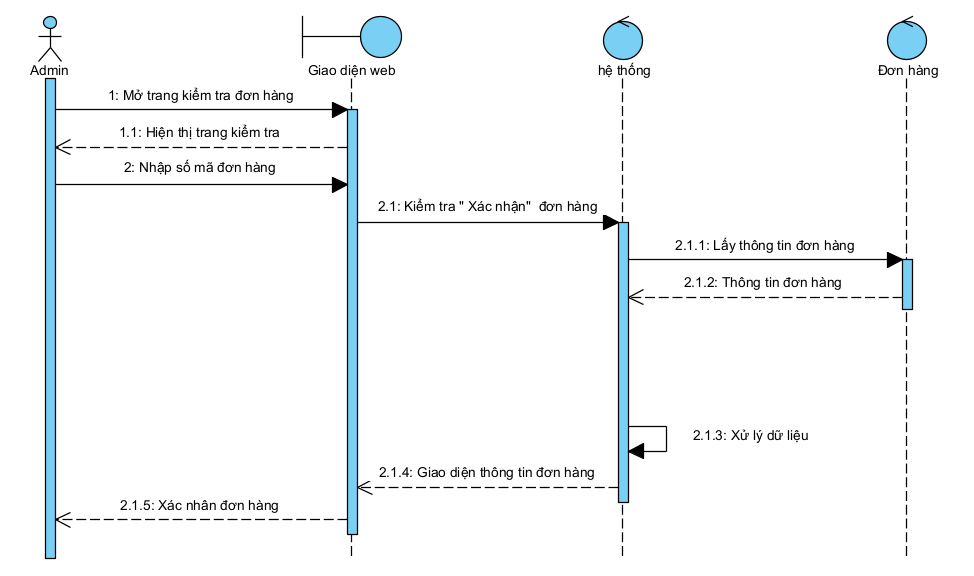 Admin
Giao diện web
hệ thống
Đơn hàng
1: Mở trang kiểm tra đơn hàng
1.1: Hiện thị trang kiểm tra
2: Nhập số mã đơn hàng
2.1: Kiểm tra " Xác nhận" đơn hàng
2.1.1: Lấy thông tin đơn hàng
2.1.2: Thông tin đơn hàng
2.1.3: Xử lý dữ liệu
2.1.4: Giao diện thông tin đơn hàng
2.1.5: Xác nhân đơn hàng